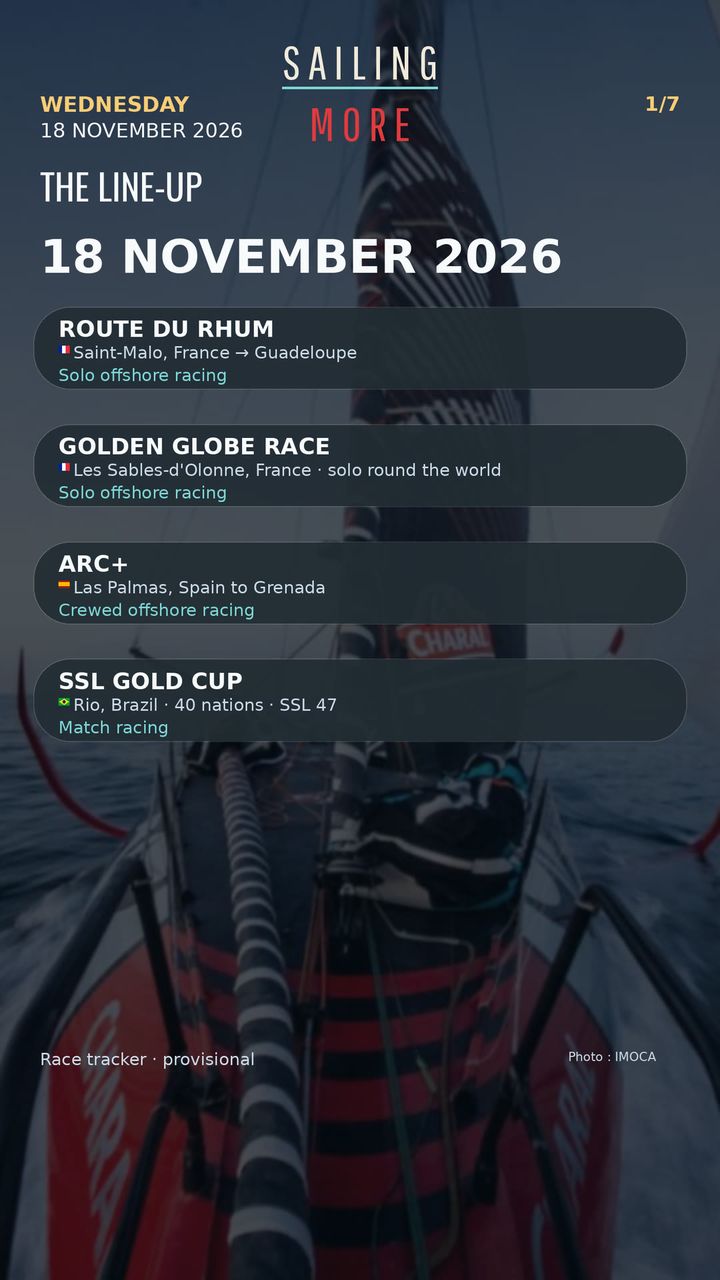 SAILING
MORE
WEDNESDAY
18 NOVEMBER 2026
1/7
THE LINE-UP
18 NOVEMBER 2026
ROUTE DU RHUM
Saint-Malo, France → Guadeloupe
Solo offshore racing
GOLDEN GLOBE RACE
Les Sables-d'Olonne, France · solo round the world
Solo offshore racing
ARC+
Las Palmas, Spain to Grenada
Crewed offshore racing
CHARAL
SSL GOLD CUP
Rio, Brazil · 40 nations · SSL 47
Match racing
Race tracker · provisional
Photo : IMOCA